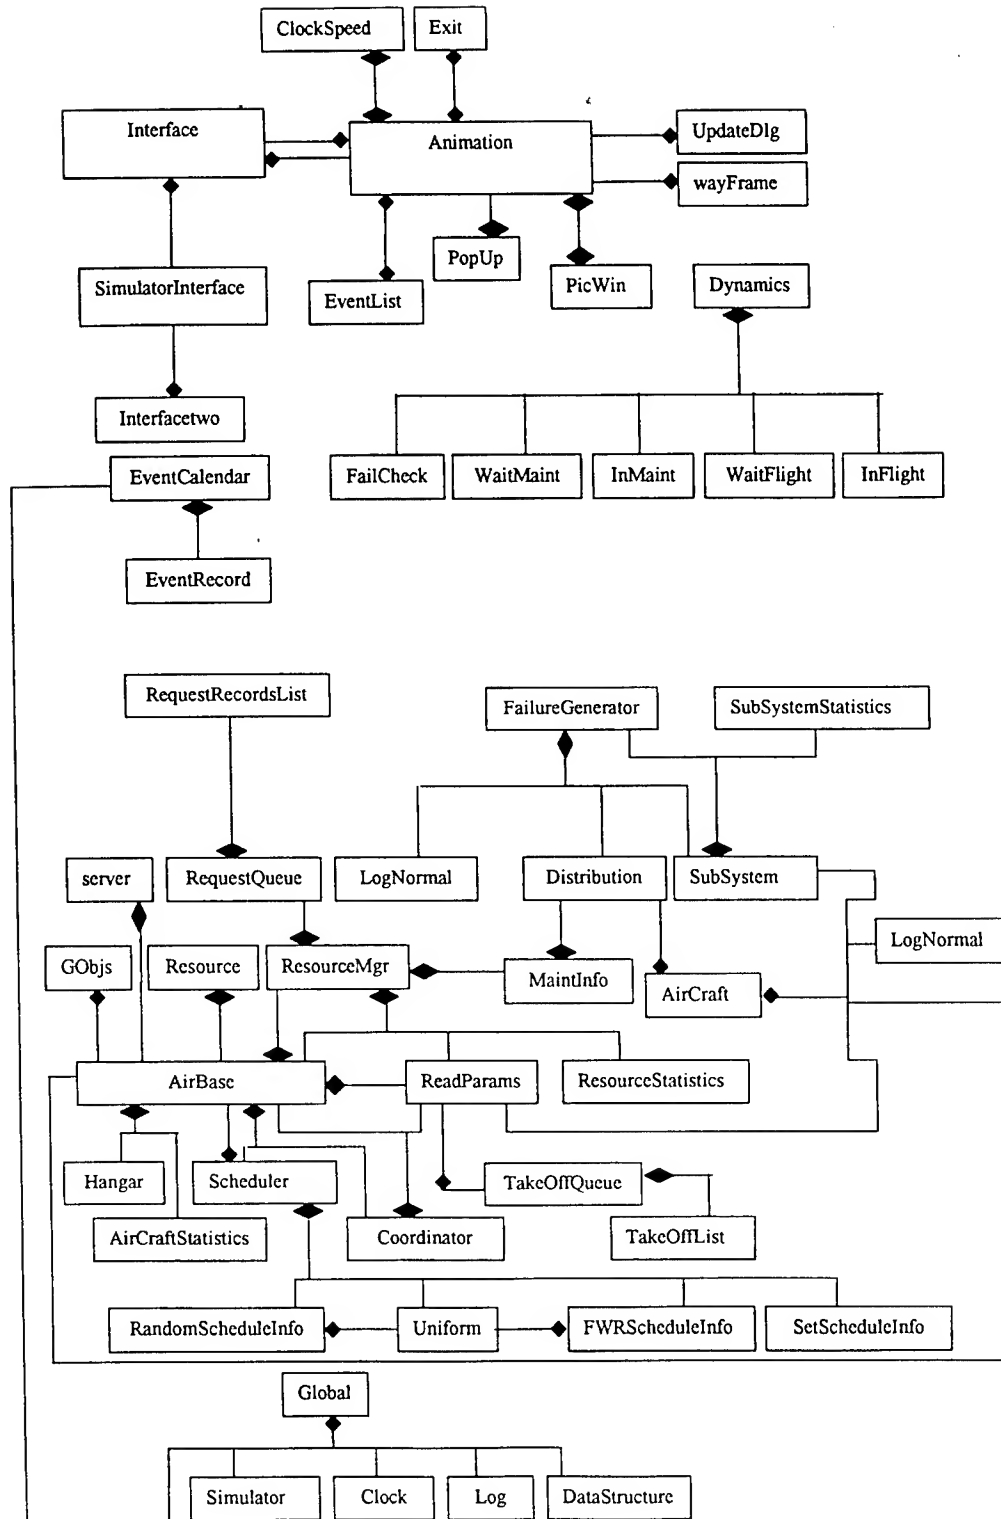 ClockSpeed
Exit
Interface
Animation
UpdateDlg
wayFrame
PopUp
PicWin
Dynamics
SimulatorInterface
EventList
Interfacetwo
EventCalendar
FailCheck
WaitMaint
InMaint
WaitFlight
InFlight
EventRecord
RequestRecordsList
FailureGenerator
SubSystemStatistics
server
RequestQueue
LogNormal
Distribution
SubSystem
LogNormal
GObjs
Resource
ResourceMgr
MaintInfo
AirCraft
AirBase
ReadParams
ResourceStatistics
Hangar
Scheduler
TakeOffQueue
AirCraftStatistics
Coordinator
TakeOffList
RandomScheduleInfo
Uniform
FWRScheduleInfo
SetScheduleInfo
Global
Simulator
Clock
Log
DataStructure